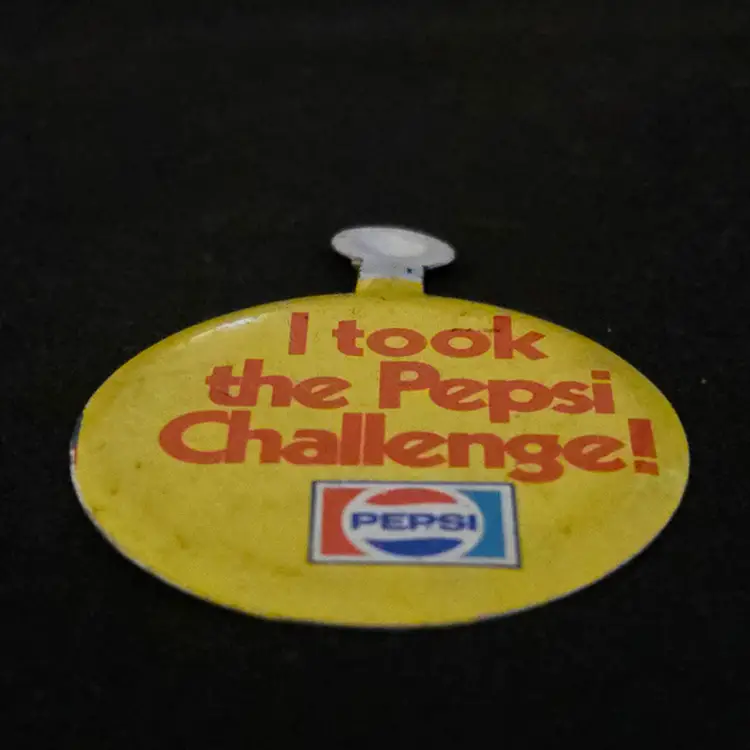 I took
the Pepsi
Challenge!
PEPSI